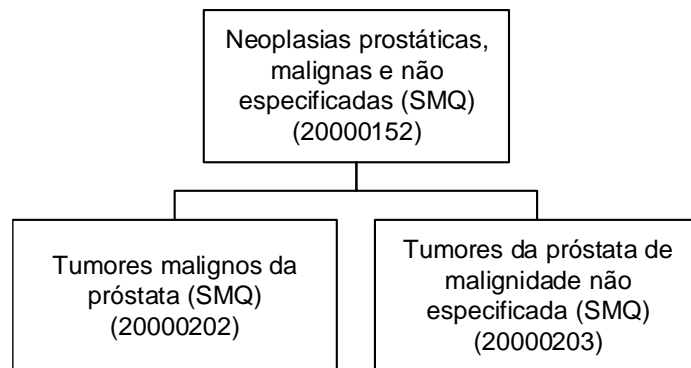 Neoplasias prostáticas,
malignas e não
especificadas (SMQ)
(20000152)
Tumores malignos da
próstata (SMQ)
(20000202)
Tumores da próstata de
malignidade não
especificada (SMQ)
(20000203)